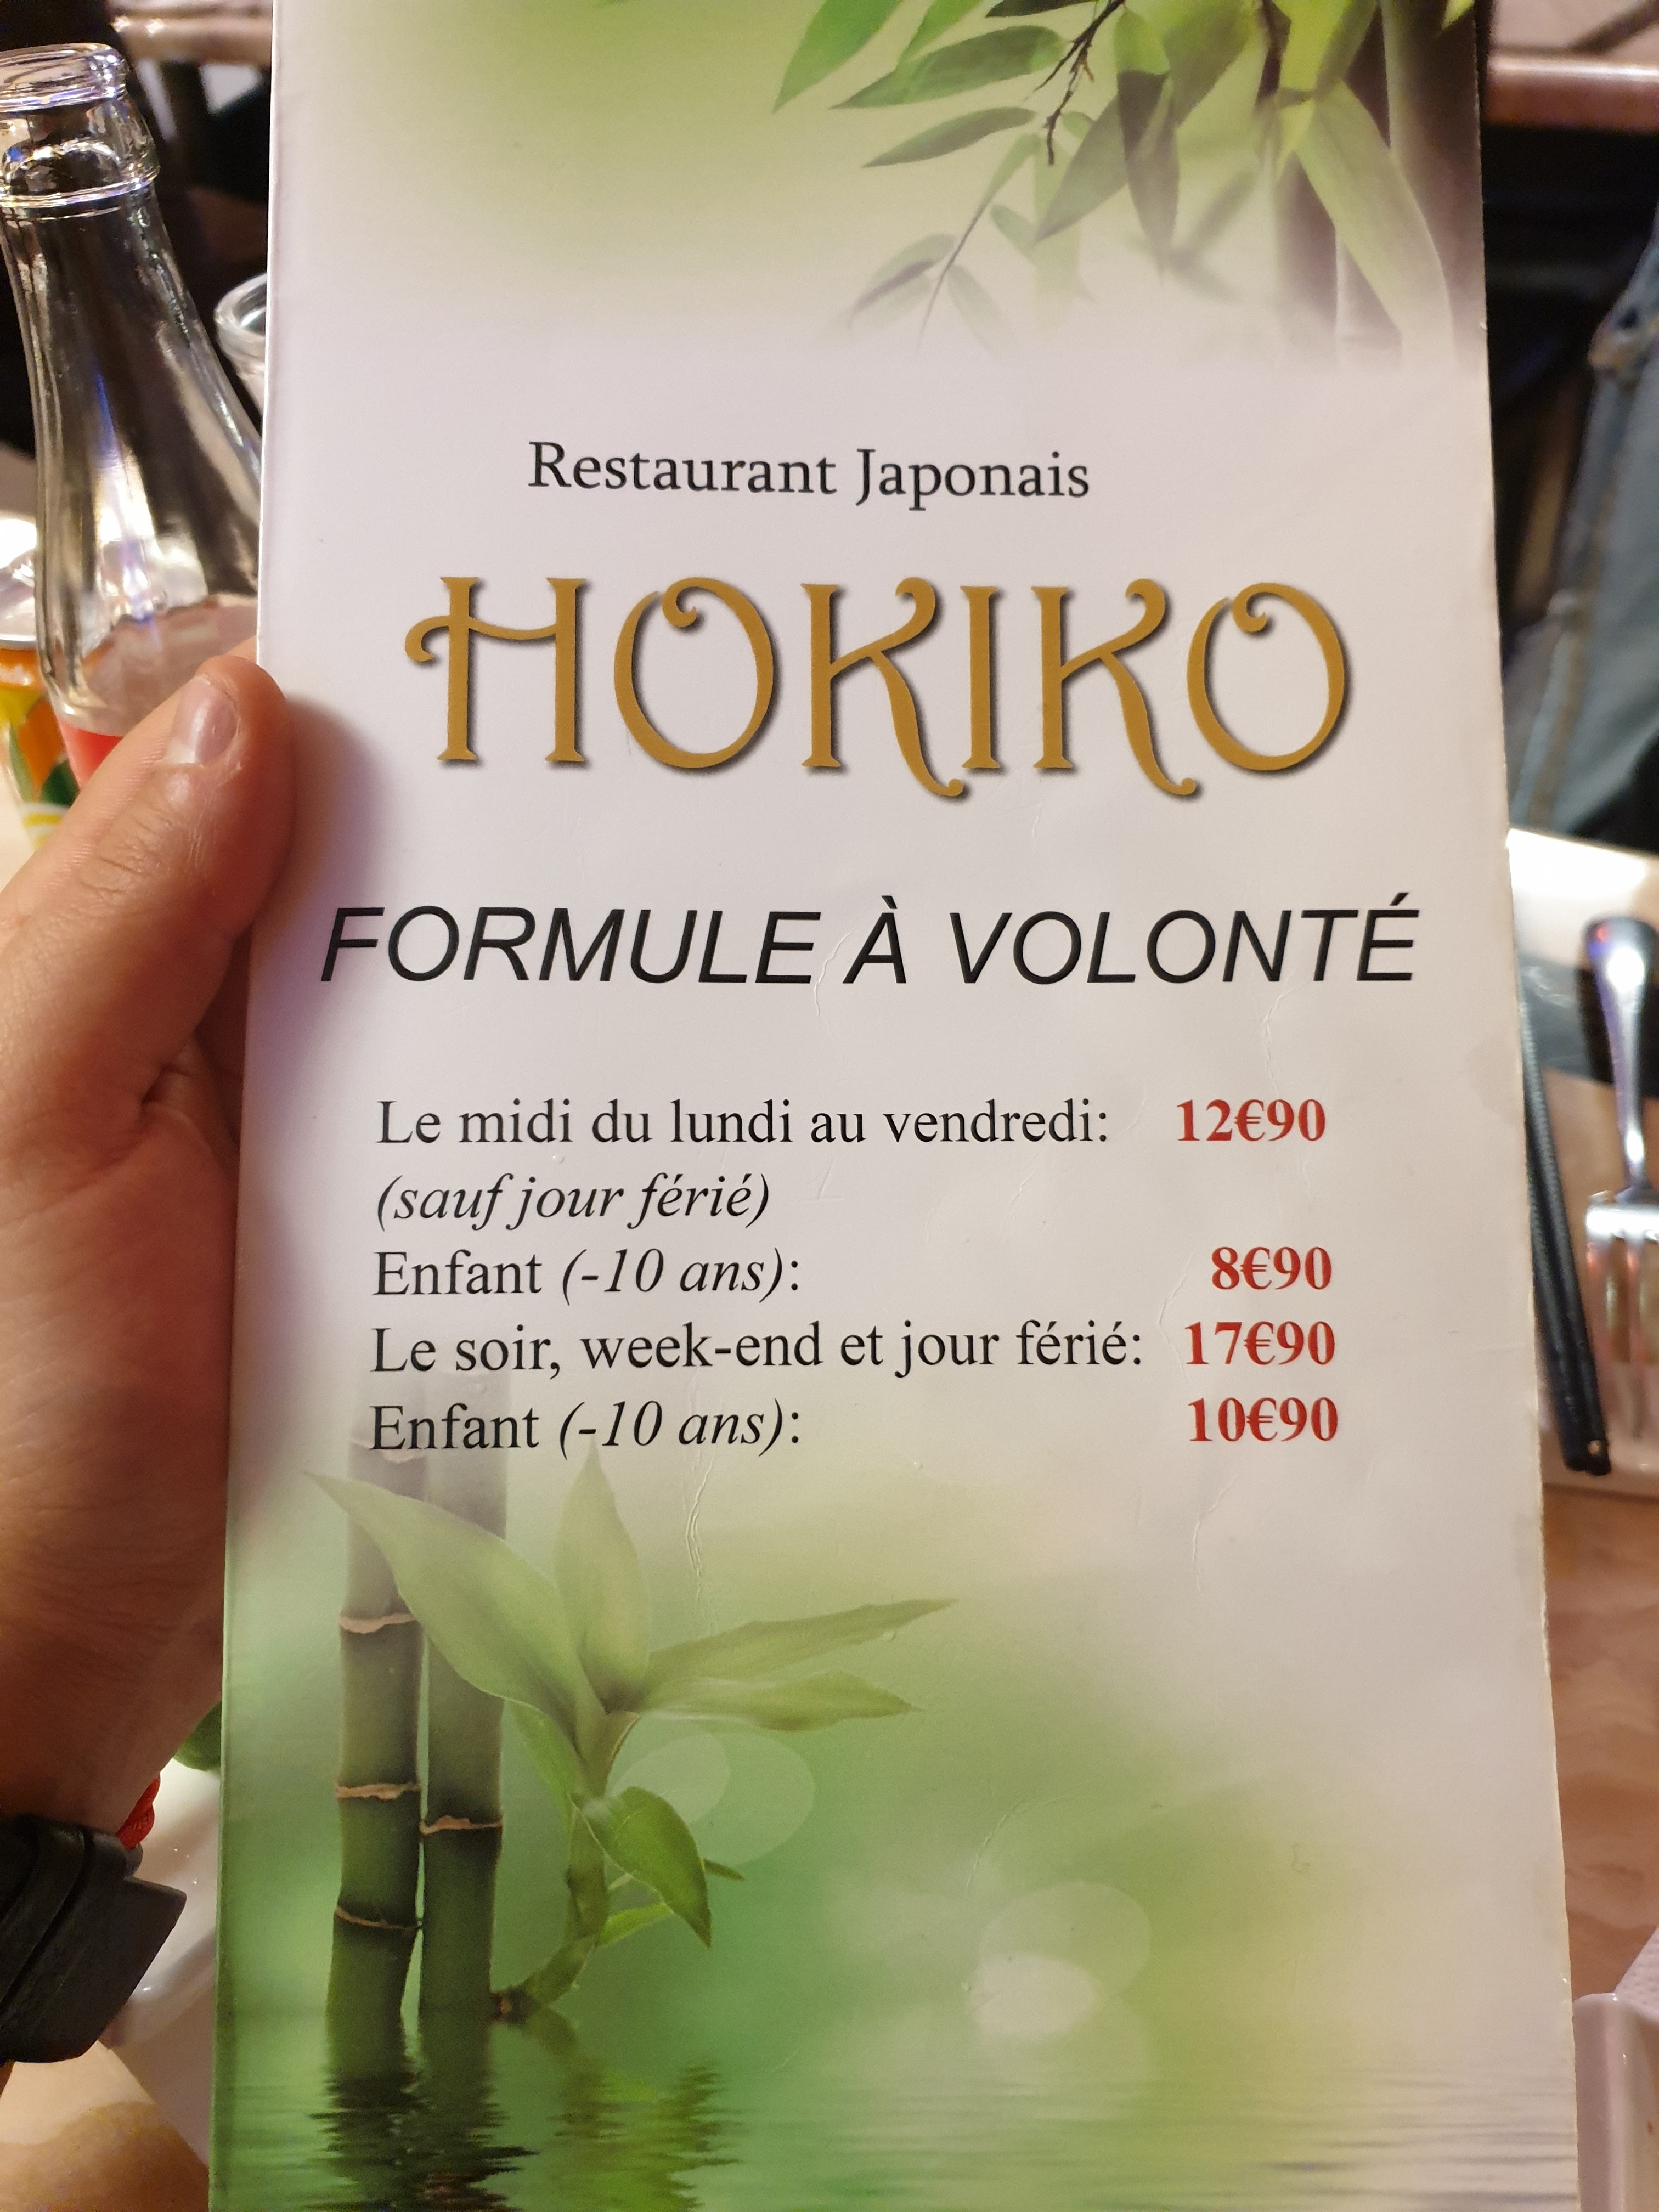 Restaurant Japonais
HOKIKO
FORMULE À VOLONTÉ
Le midi du lundi au vendredi: 12€90
(sauf jour férié)
Enfant (-10 ans): 8€90
Le soir, week-end et jour férié: 17€90
Enfant (-10 ans): 10€90